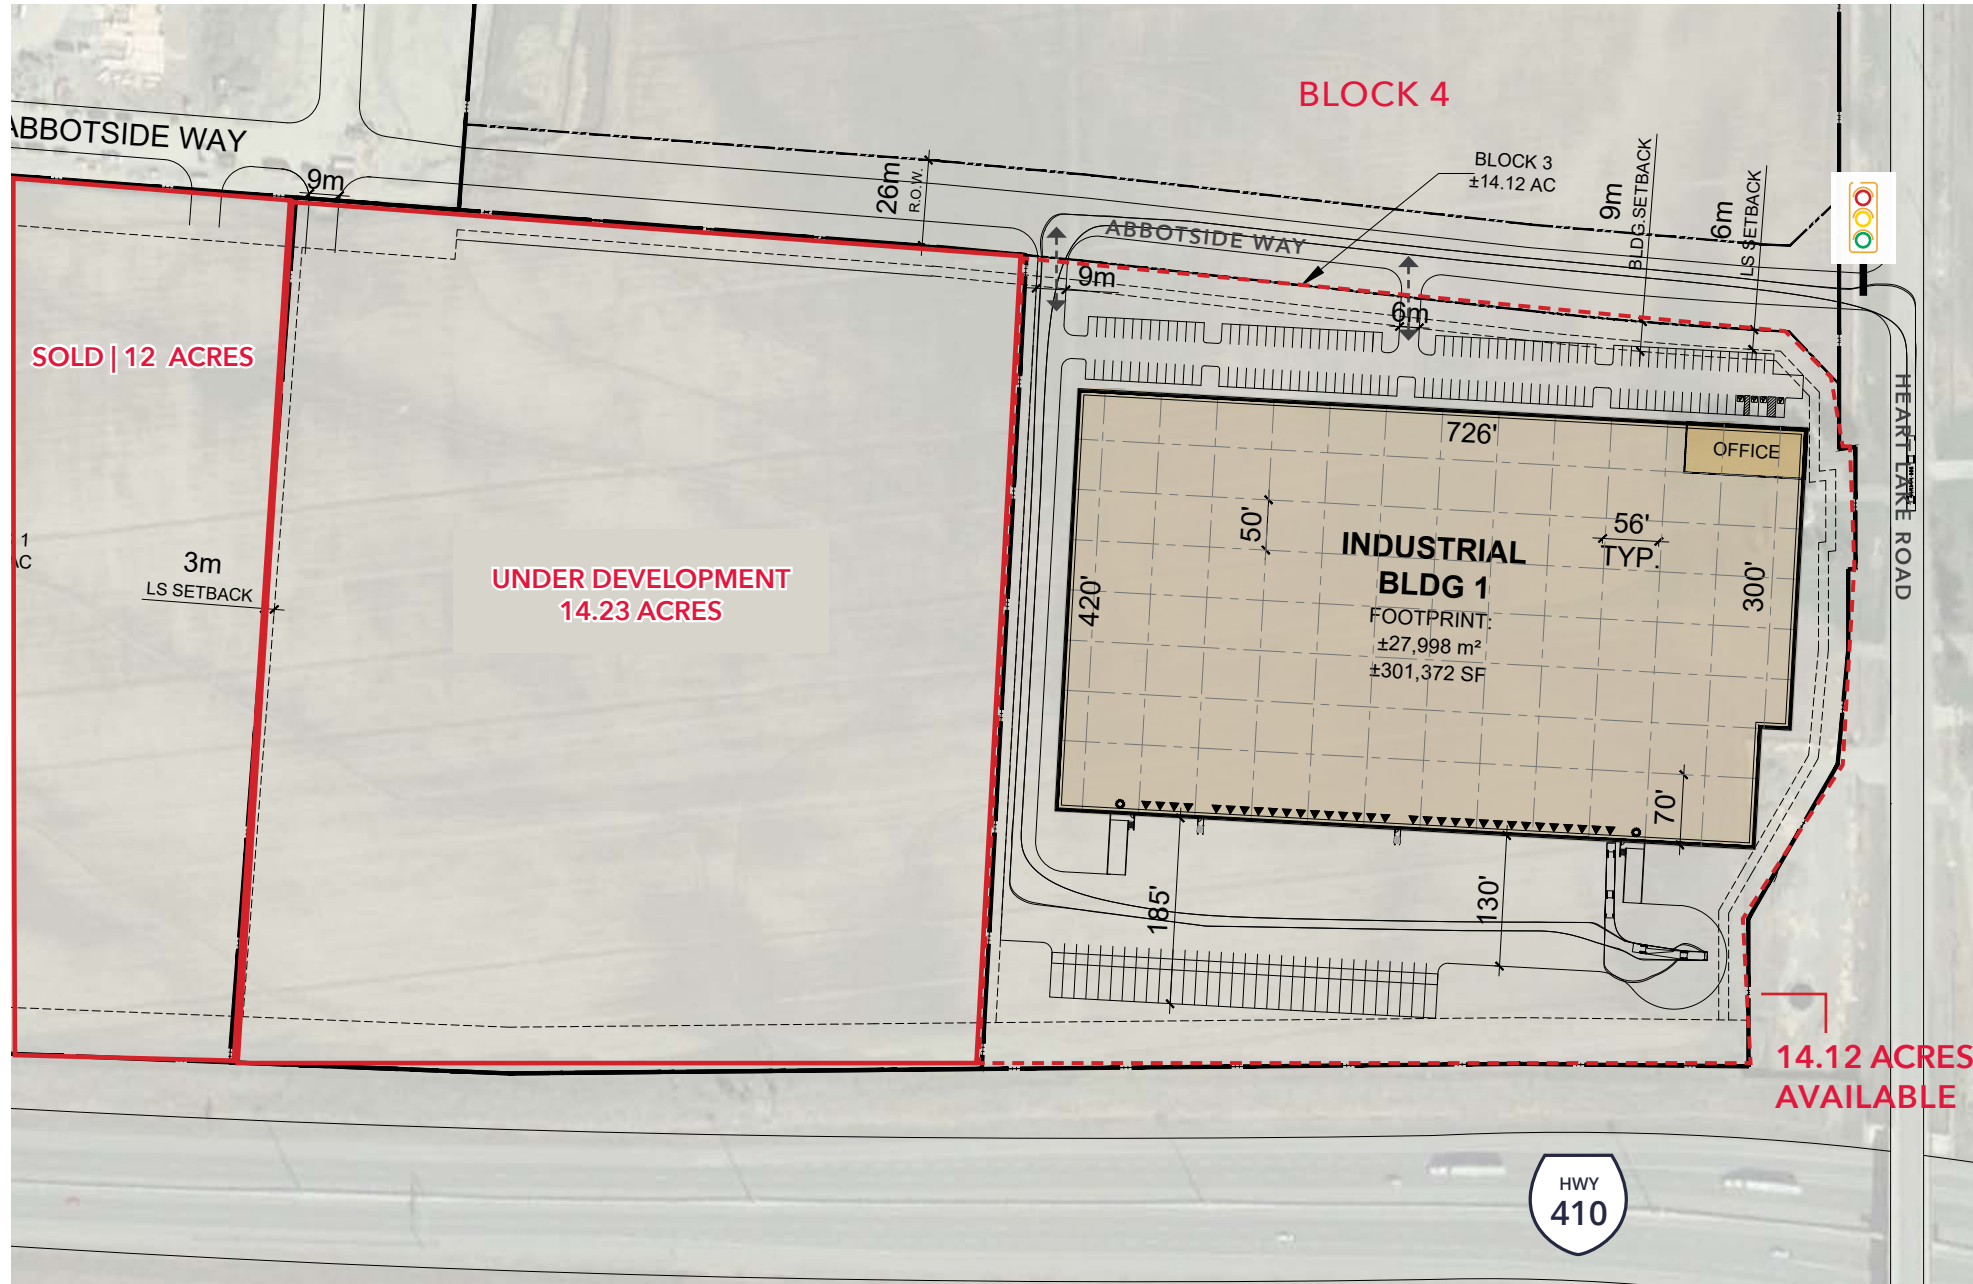 BLOCK 4
ABBOTSIDE WAY
9m
26m
R.O.W.
BLOCK 3
±14.12 AC
9m
BLDG.SETBACK
6m
LS SETBACK
ABBOTSIDE WAY
9m
6m
SOLD | 12 ACRES
HEART LAKE ROAD
726'
OFFICE
50'
56'
TYP.
INDUSTRIAL
BLDG 1
FOOTPRINT:
±27,998 m²
±301,372 SF
420'
300'
1
AC
3m
LS SETBACK
UNDER DEVELOPMENT
14.23 ACRES
70'
185'
130'
14.12 ACRES
AVAILABLE
HWY
410